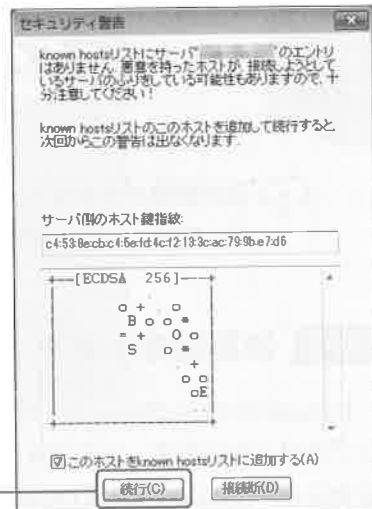 セキュリティ警告
known hostsリストにサーバ" "のエントリ
はありません. 悪意を持ったホストが, 接続しようとして
いるサーバのふりをしている可能性もありますので, 十
分注意してください!
known hostsリストのこのホストを追加して続行すると,
次回からこの警告は出なくなります.
サーバ側のホスト鍵指紋:
c4:53:8e:cb:c4:6e:fd:4c:f2:13:3c:ac:79:9b:e7:d6
+---[ECDSA 256]---+
o + . o
B o o *
= + O o
S o *
+
o o
oE
このホストをknown hostsリストに追加する(A)
続行(C) 接続断(D)